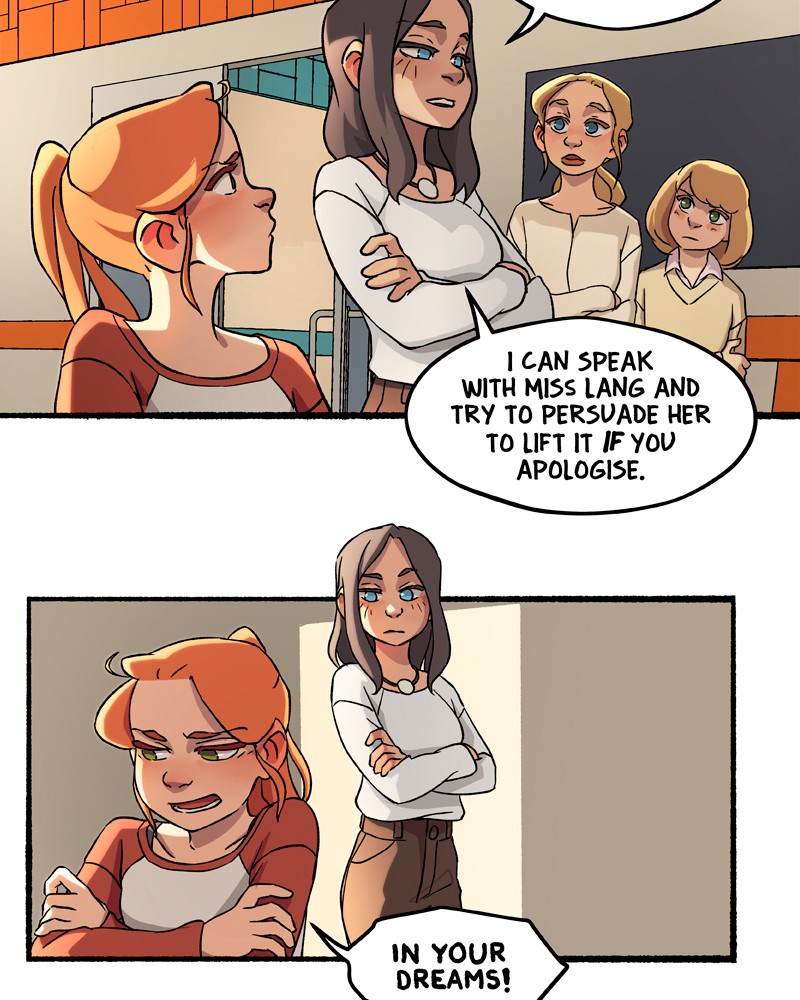 I CAN SPEAK
WITH MISS LANG AND
TRY TO PERSUADE HER
TO LIFT IT IF YOU
APOLOGISE.
IN YOUR
DREAMS!